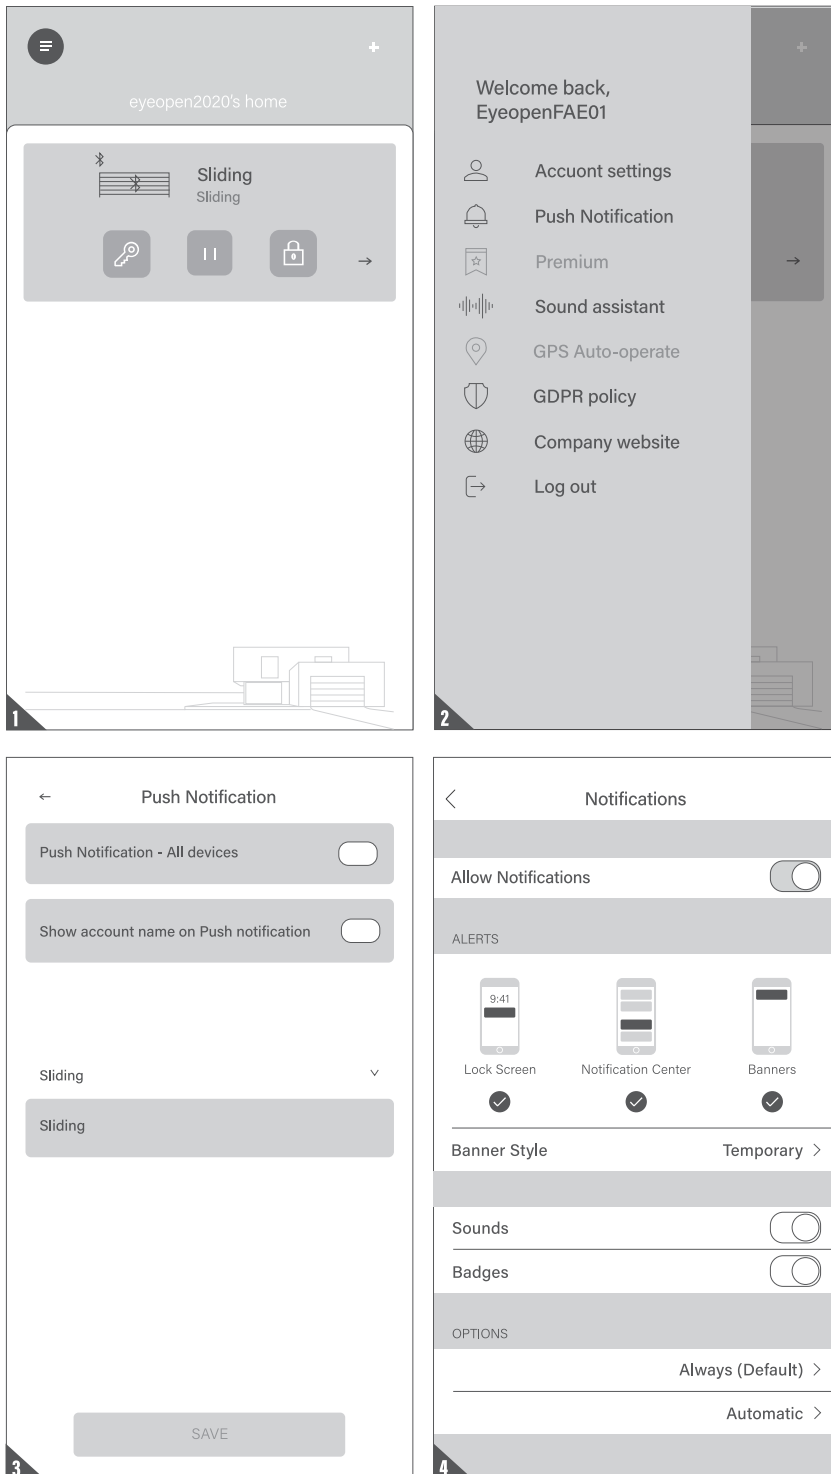 eyeopen2020's home
Sliding
Sliding
1
Welcome back,
EyeopenFAE01
Accuont settings
Push Notification
Premium
Sound assistant
GPS Auto-operate
GDPR policy
Company website
Log out
2
Push Notification
Push Notification - All devices
Show account name on Push notification
Sliding
Sliding
SAVE
3
Notifications
Allow Notifications
ALERTS
9:41
Lock Screen Notification Center Banners
Banner Style Temporary
Sounds
Badges
OPTIONS
Always (Default)
Automatic
4